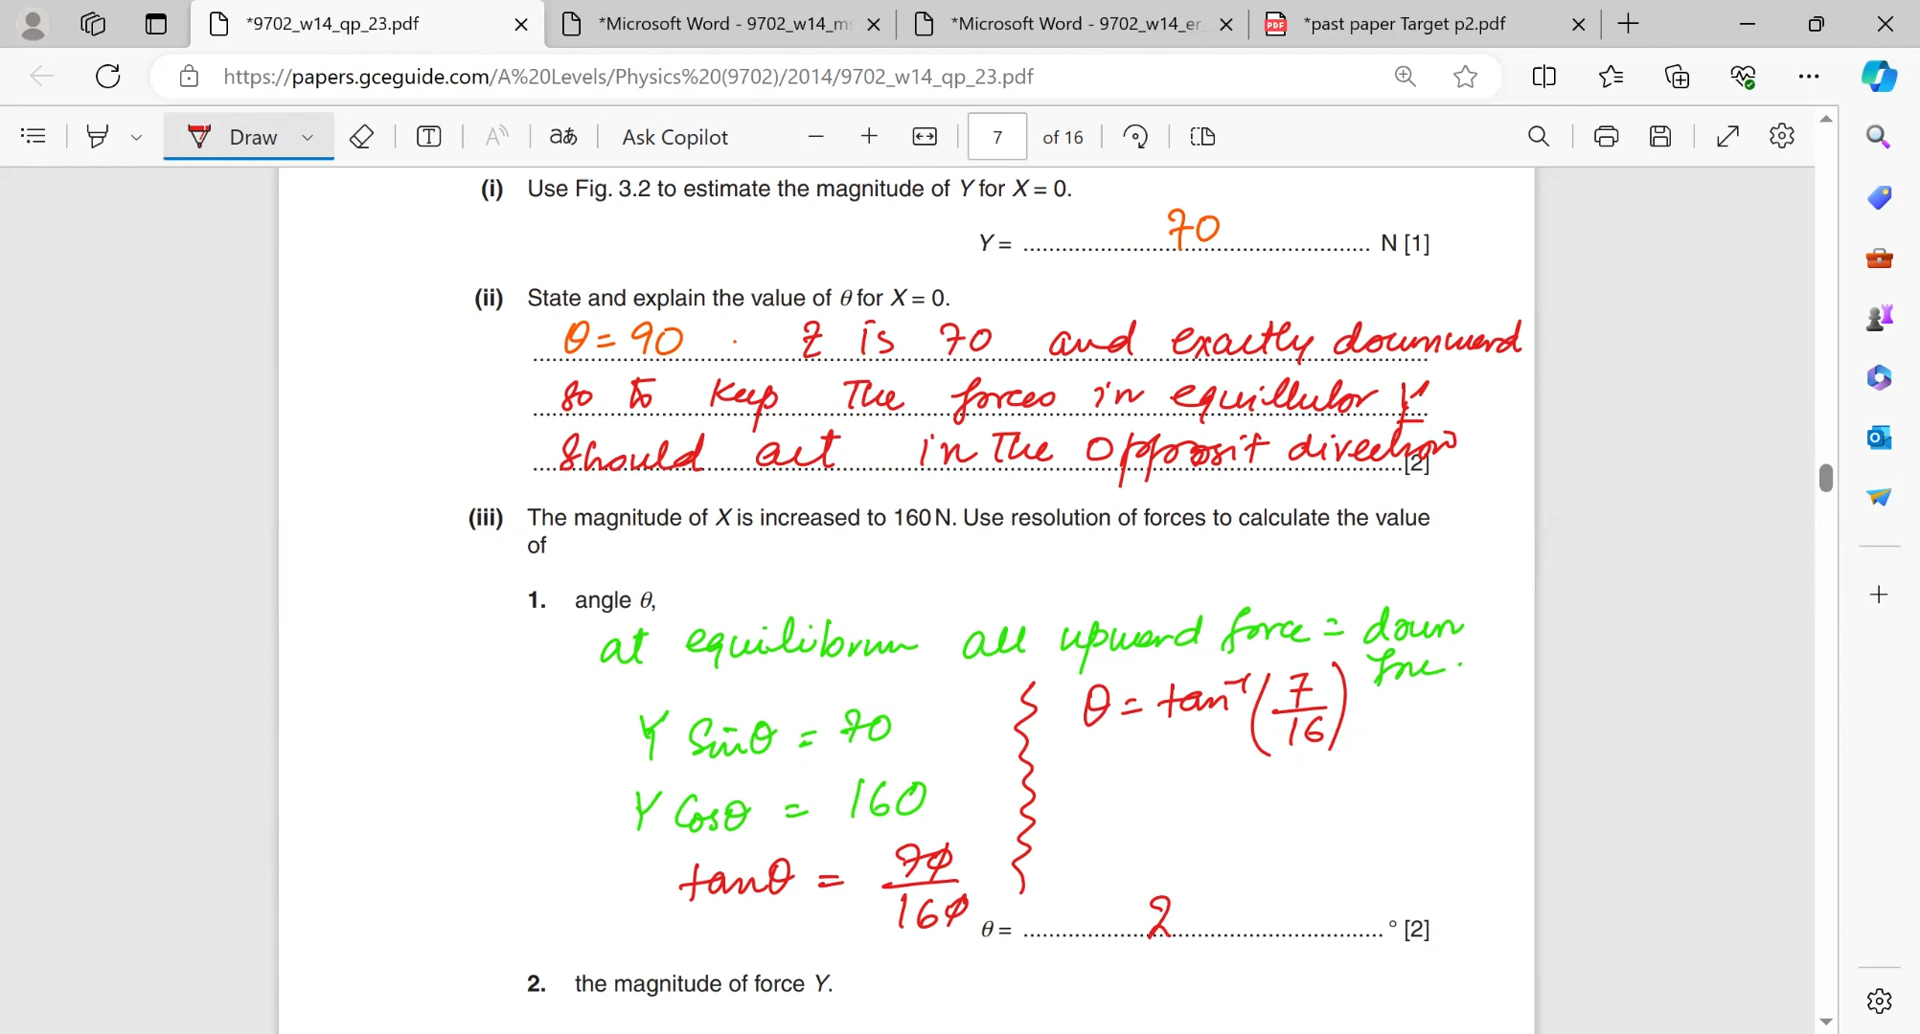 *9702_w14_qp_23.pdf
*Microsoft Word - 9702_w14_m
*Microsoft Word - 9702_w14_er_
*past paper Target p2.pdf
https://papers.gceguide.com/A%20Levels/Physics%20(9702)/2014/9702_w14_qp_23.pdf
Draw
aあ
Ask Copilot
7 of 16
(i) Use Fig. 3.2 to estimate the magnitude of Y for X = 0.
Y = 70 N [1]
(ii) State and explain the value of θ for X = 0.
θ = 90 . Z is 70 and exactly downward
so to keep The forces in equillubor Y
should act in The opposit direction [2]
(iii) The magnitude of X is increased to 160 N. Use resolution of forces to calculate the value
of
1. angle θ,
at equilibrum all upward force = down
forc.
Y Sinθ = 70
Y Cosθ = 160
tanθ = 70/160
θ = tan⁻¹(7/16)
θ = 2 ° [2]
2. the magnitude of force Y.